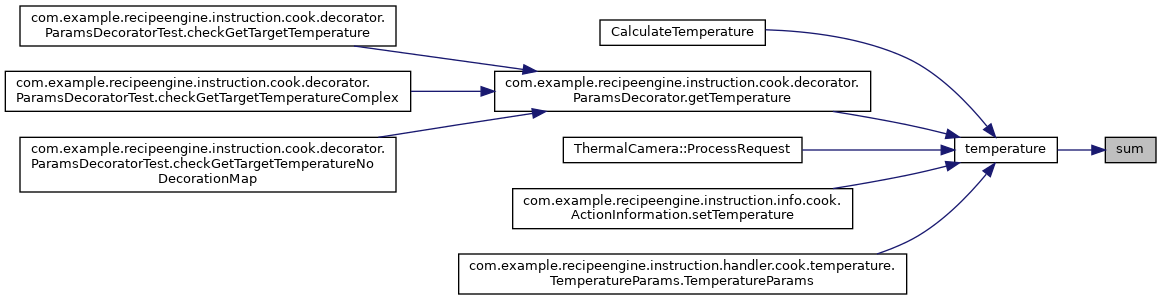 com.example.recipeengine.instruction.cook.decorator.
ParamsDecoratorTest.checkGetTargetTemperature
com.example.recipeengine.instruction.cook.decorator.
ParamsDecoratorTest.checkGetTargetTemperatureComplex
com.example.recipeengine.instruction.cook.decorator.
ParamsDecoratorTest.checkGetTargetTemperatureNo
DecorationMap
com.example.recipeengine.instruction.cook.decorator.
ParamsDecorator.getTemperature
CalculateTemperature
ThermalCamera::ProcessRequest
com.example.recipeengine.instruction.info.cook.
ActionInformation.setTemperature
com.example.recipeengine.instruction.handler.cook.temperature.
TemperatureParams.TemperatureParams
temperature
sum